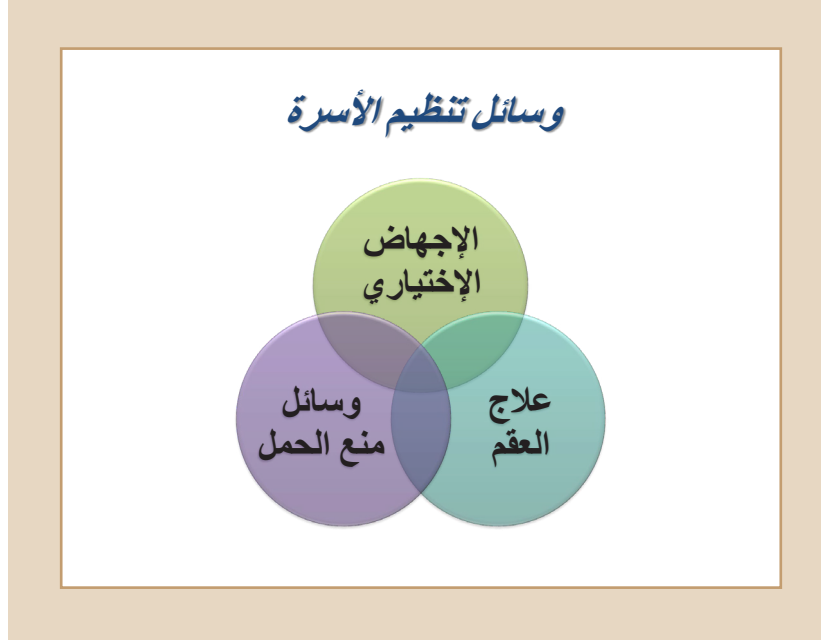 وسائل تنظيم الأسرة
الإجهاض
الإختياري
علاج
العقم
وسائل
منع الحمل